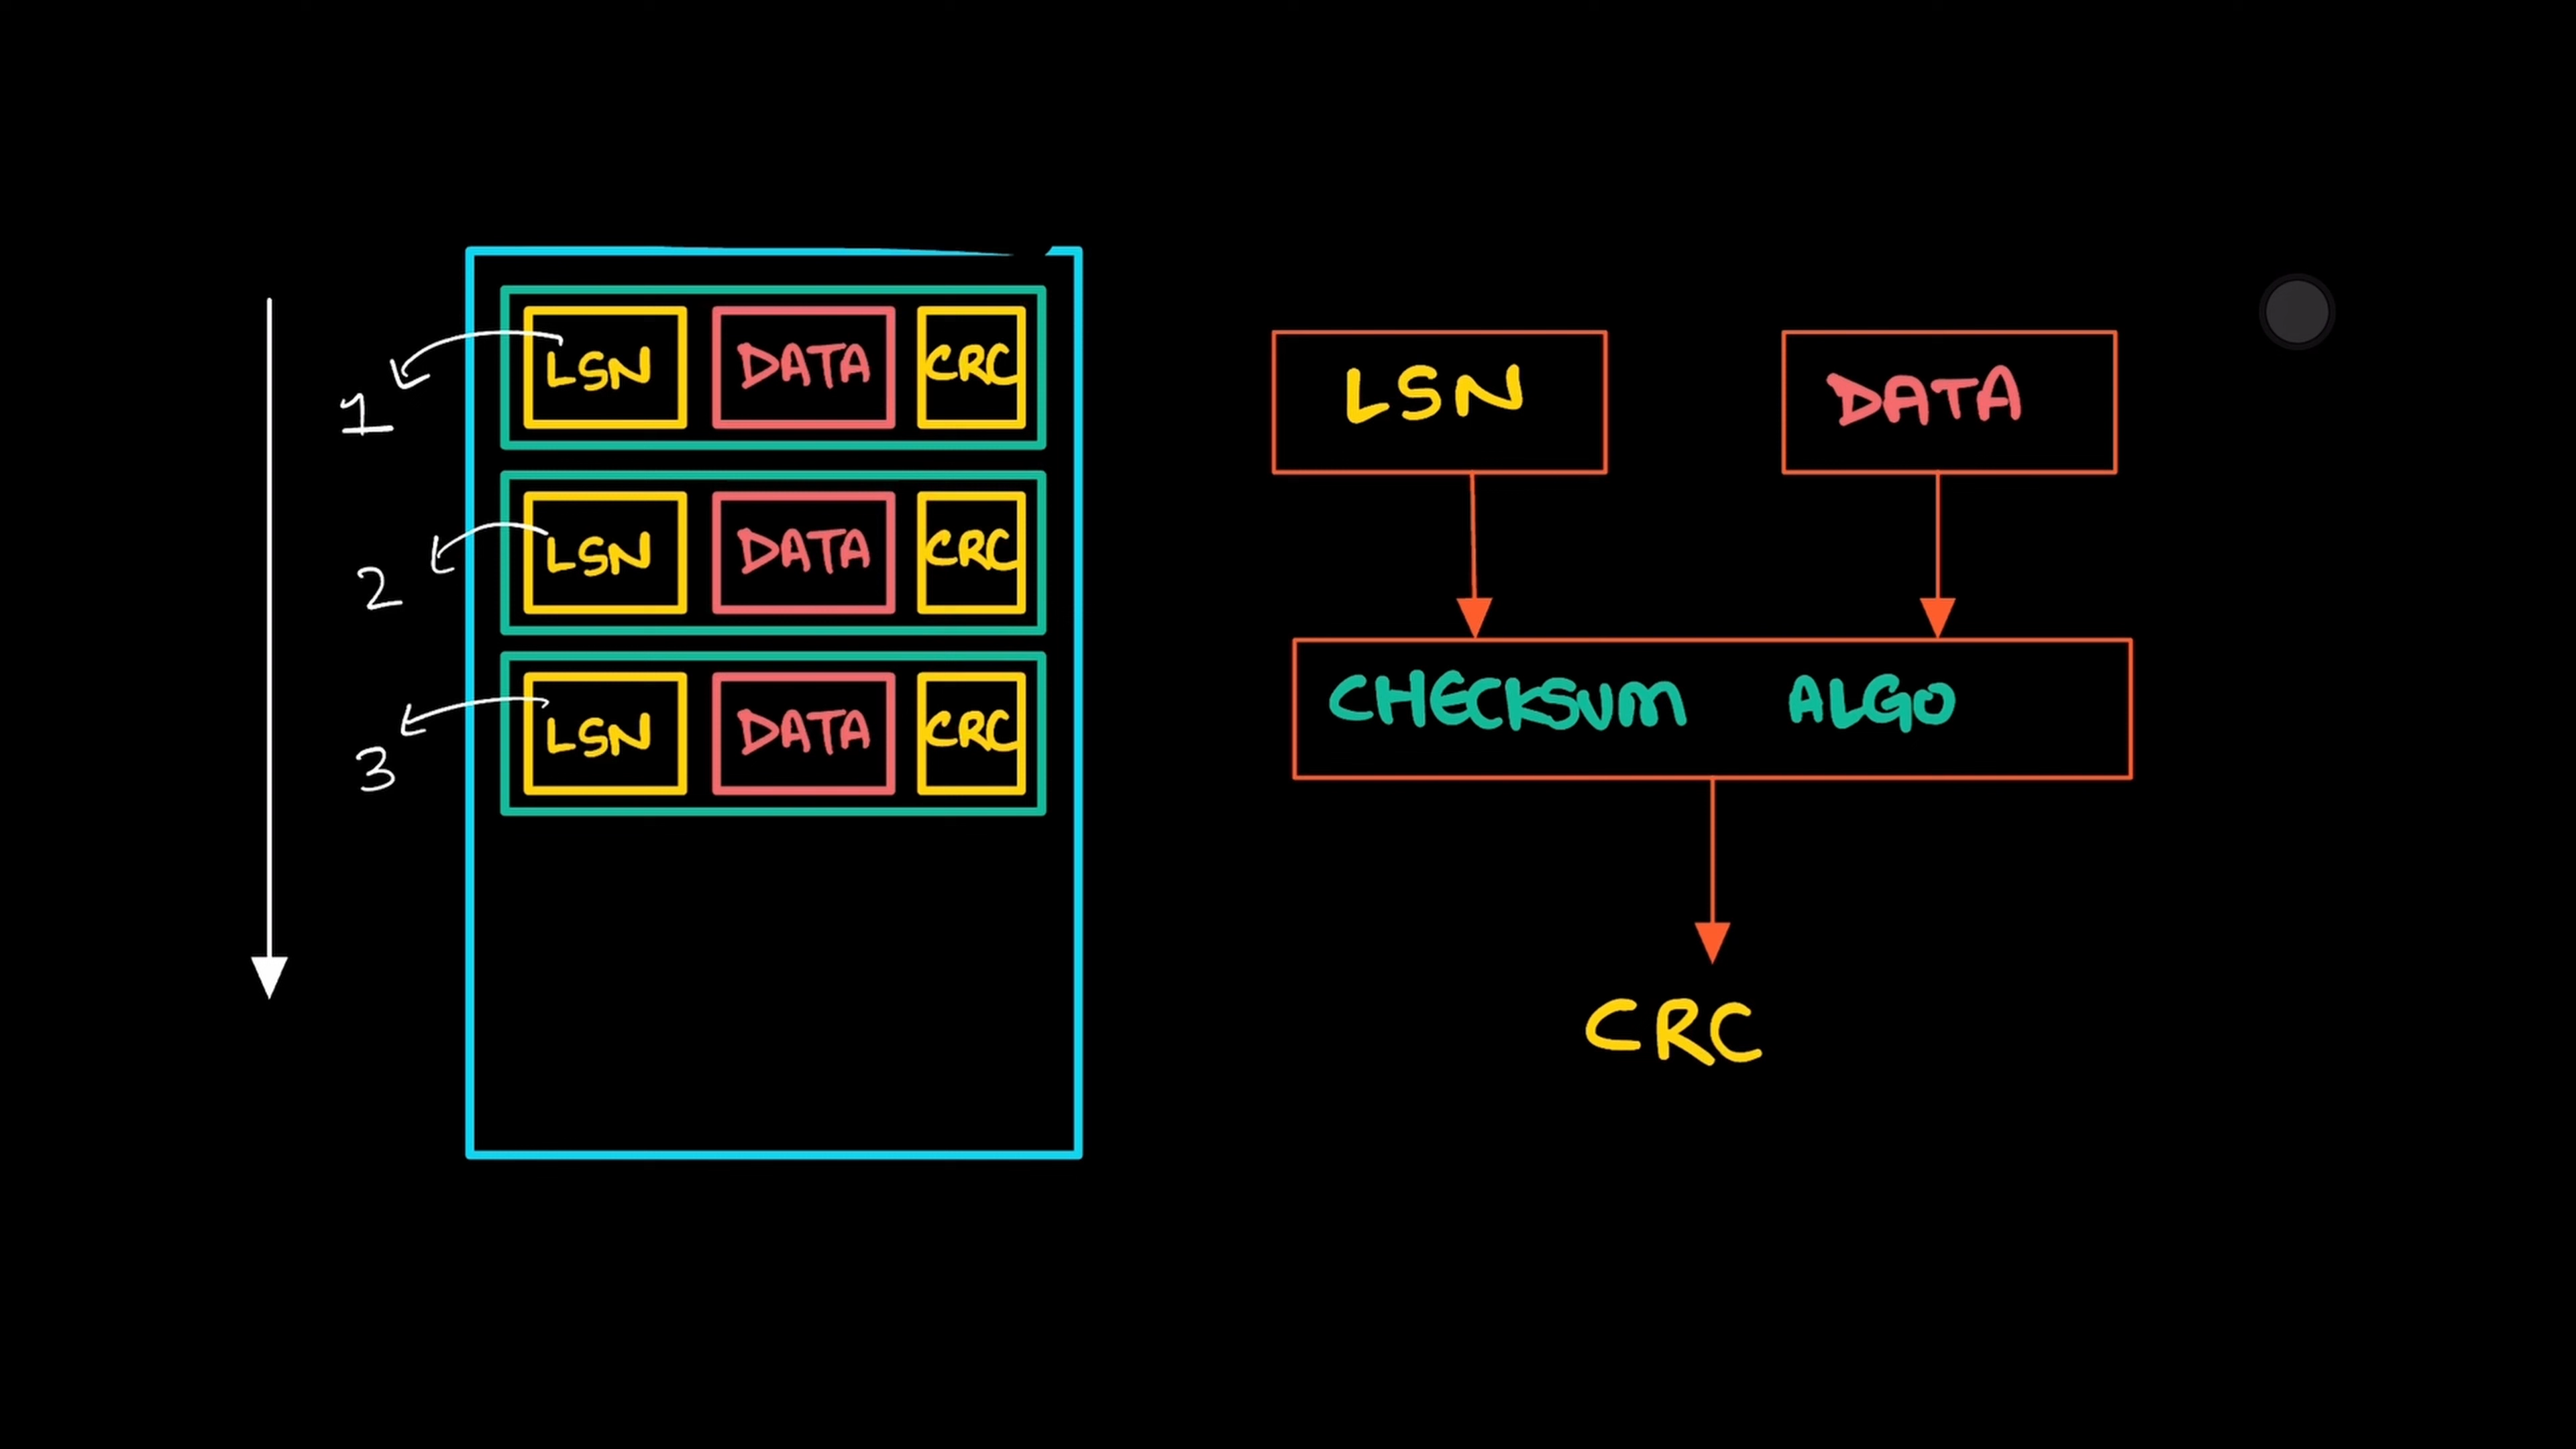 LSN DATA CRC
1
LSN DATA CRC
2
LSN DATA CRC
3
LSN DATA
CHECKSUM ALGO
CRC